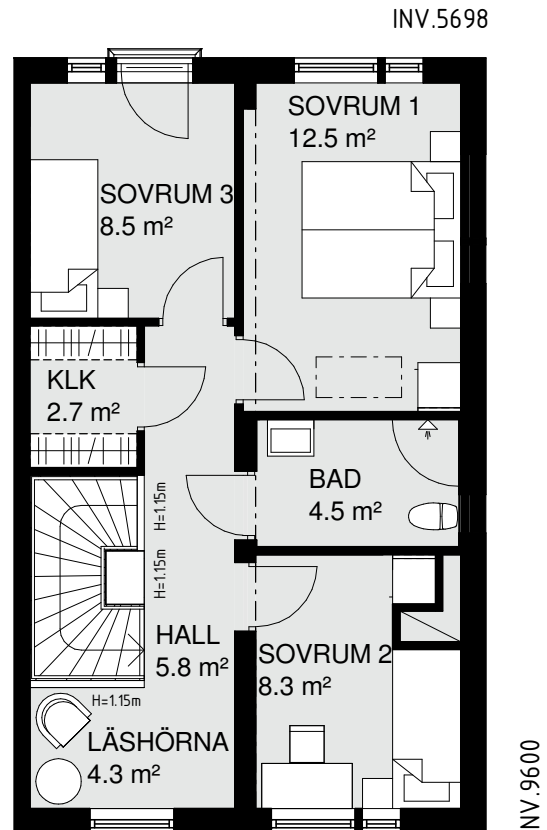 INV.5698
SOVRUM 1
12.5 m²
SOVRUM 3
8.5 m²
KLK
2.7 m²
BAD
4.5 m²
H=1.15m
H=1.15m
HALL
5.8 m²
SOVRUM 2
8.3 m²
H=1.15m
LÄSHÖRNA
4.3 m²
NV.9600